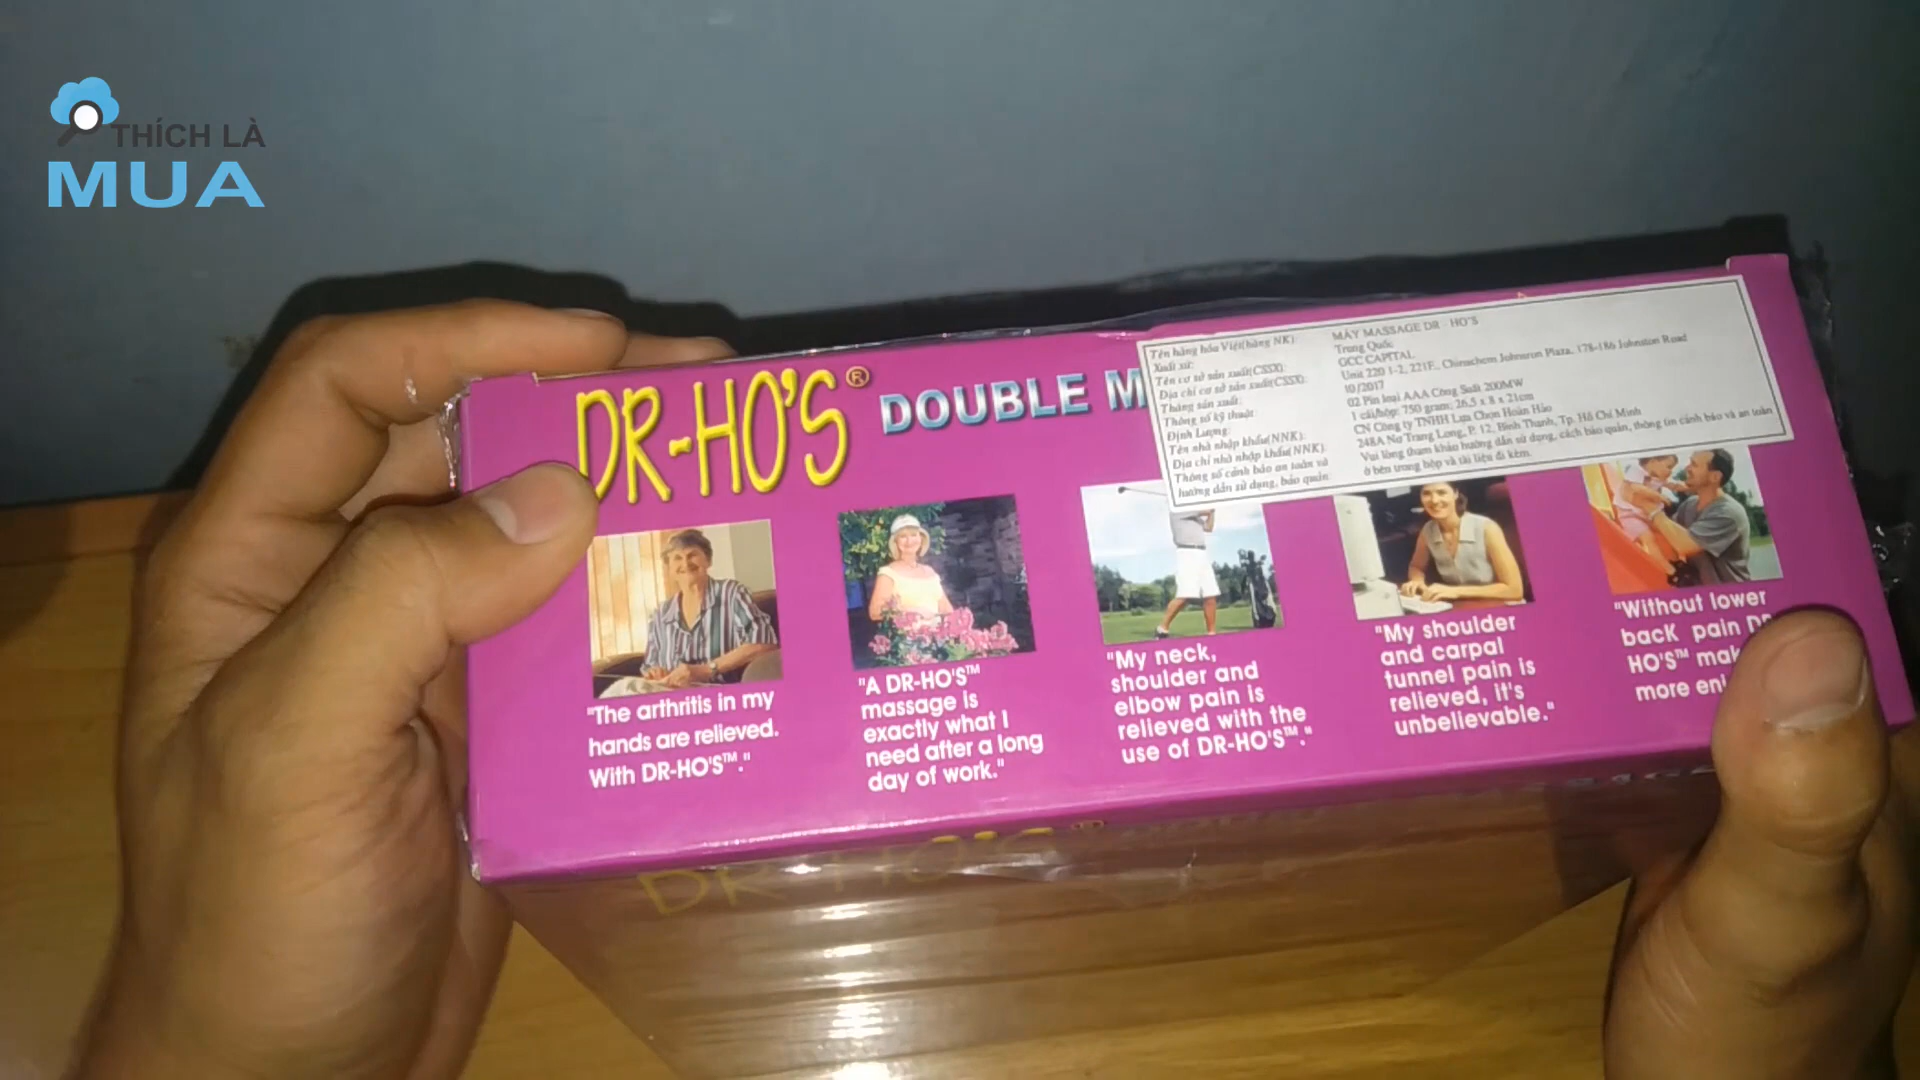 THÍCH LÀ
MUA
DR-HO'S® DOUBLE M
Tên hàng hóa Việt(hàng NK): MÁY MASSAGE DR - HO'S
Xuất xứ: Trung Quốc
Tên cơ sở sản xuất(CSSX): GCC CAPITAL
Địa chỉ cơ sở sản xuất(CSSX): Unit 220 1-2, 221F., Chinachem Johnston Plaza, 178-186 Johnston Road
Tháng sản xuất: 10/2017
Thông số kỹ thuật: 02 Pin loại AAA Công Suất 200MW
Định Lượng: 1 cái/hộp: 750 gram; 26,5 x 8 x 21cm
Tên nhà nhập khẩu(NNK): CN Công ty TNHH Lựa Chọn Hoàn Hảo
Địa chỉ nhà nhập khẩu(NNK): 248A Nơ Trang Long, P. 12, Bình Thạnh, Tp. Hồ Chí Minh
Thông số cảnh báo an toàn và Vui lòng tham khảo hướng dẫn sử dụng, cách bảo quản, thông tin cảnh báo và an toàn
hướng dẫn sử dụng, bảo quản: ở bên trong hộp và tài liệu đi kèm.
"The arthritis in my
hands are relieved.
With DR-HO'S™."
"A DR-HO'S™
massage is
exactly what I
need after a long
day of work."
"My neck,
shoulder and
elbow pain is
relieved with the
use of DR-HO'S™."
"My shoulder
and carpal
tunnel pain is
relieved, it's
unbelievable."
"Without lower
back pain
HO'S™ mak
more en
DR-HO'S